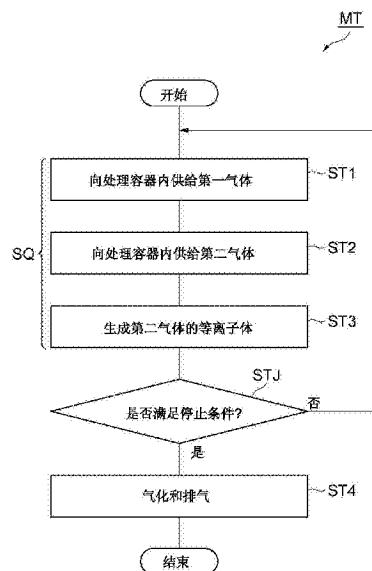 MT
开始
向处理容器内供给第一气体
ST1
SQ
向处理容器内供给第二气体
ST2
生成第二气体的等离子体
ST3
STJ
是否满足停止条件?
否
是
气化和排气
ST4
结束